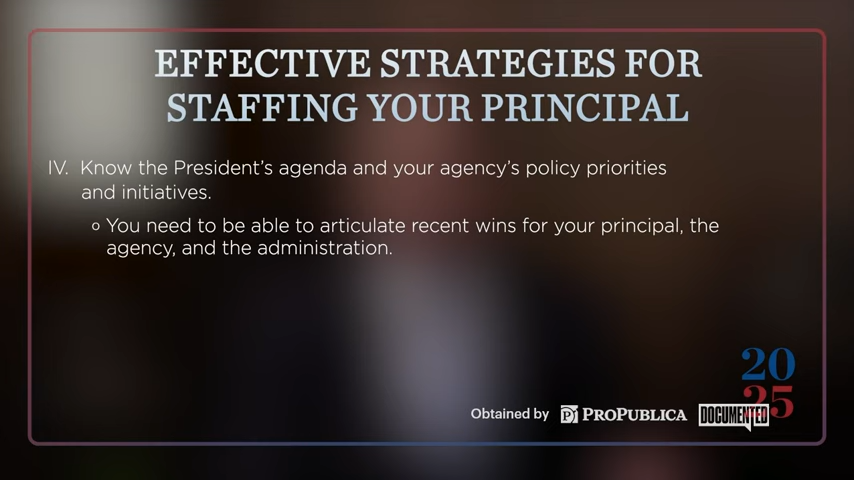 EFFECTIVE STRATEGIES FOR
STAFFING YOUR PRINCIPAL
IV. Know the President's agenda and your agency's policy priorities
and initiatives.
o You need to be able to articulate recent wins for your principal, the
agency, and the administration.
20
25
Obtained by PROPUBLICA DOCUMENTED